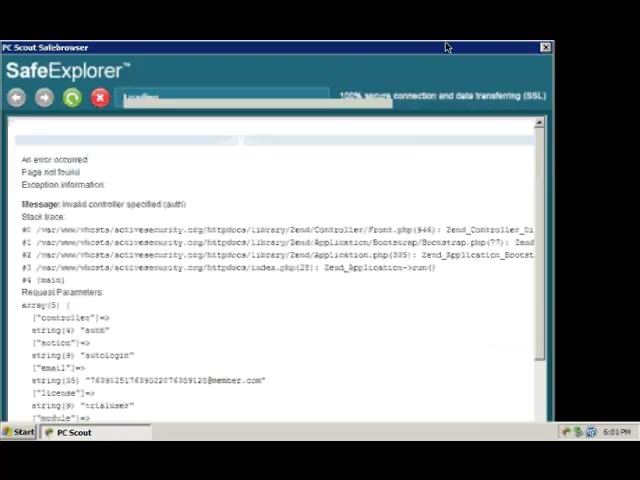 PC Scout Safebrowser
SafeExplorer™
Loading
100% secure connection and data transferring (SSL)
An error occurred
Page not found
Exception information:
Message: Invalid controller specified (auth)
Stack trace:
#0 /var/www/vhosts/activesecurity.org/httpdocs/library/Zend/Controller/Front.php(946): Zend_Controller_Di
#1 /var/www/vhosts/activesecurity.org/httpdocs/library/Zend/Application/Bootstrap/Bootstrap.php(77): Zend
#2 /var/www/vhosts/activesecurity.org/httpdocs/library/Zend/Application.php(335): Zend_Application_Bootst
#3 /var/www/vhosts/activesecurity.org/httpdocs/index.php(28): Zend_Application->run()
#4 {main}
Request Parameters:
array(5) {
["controller"]=>
string(4) "auth"
["action"]=>
string(9) "autologin"
["email"]=>
["license"]=>
string(9) "trialuser"
["module"]=>
Start
PC Scout
6:01 PM